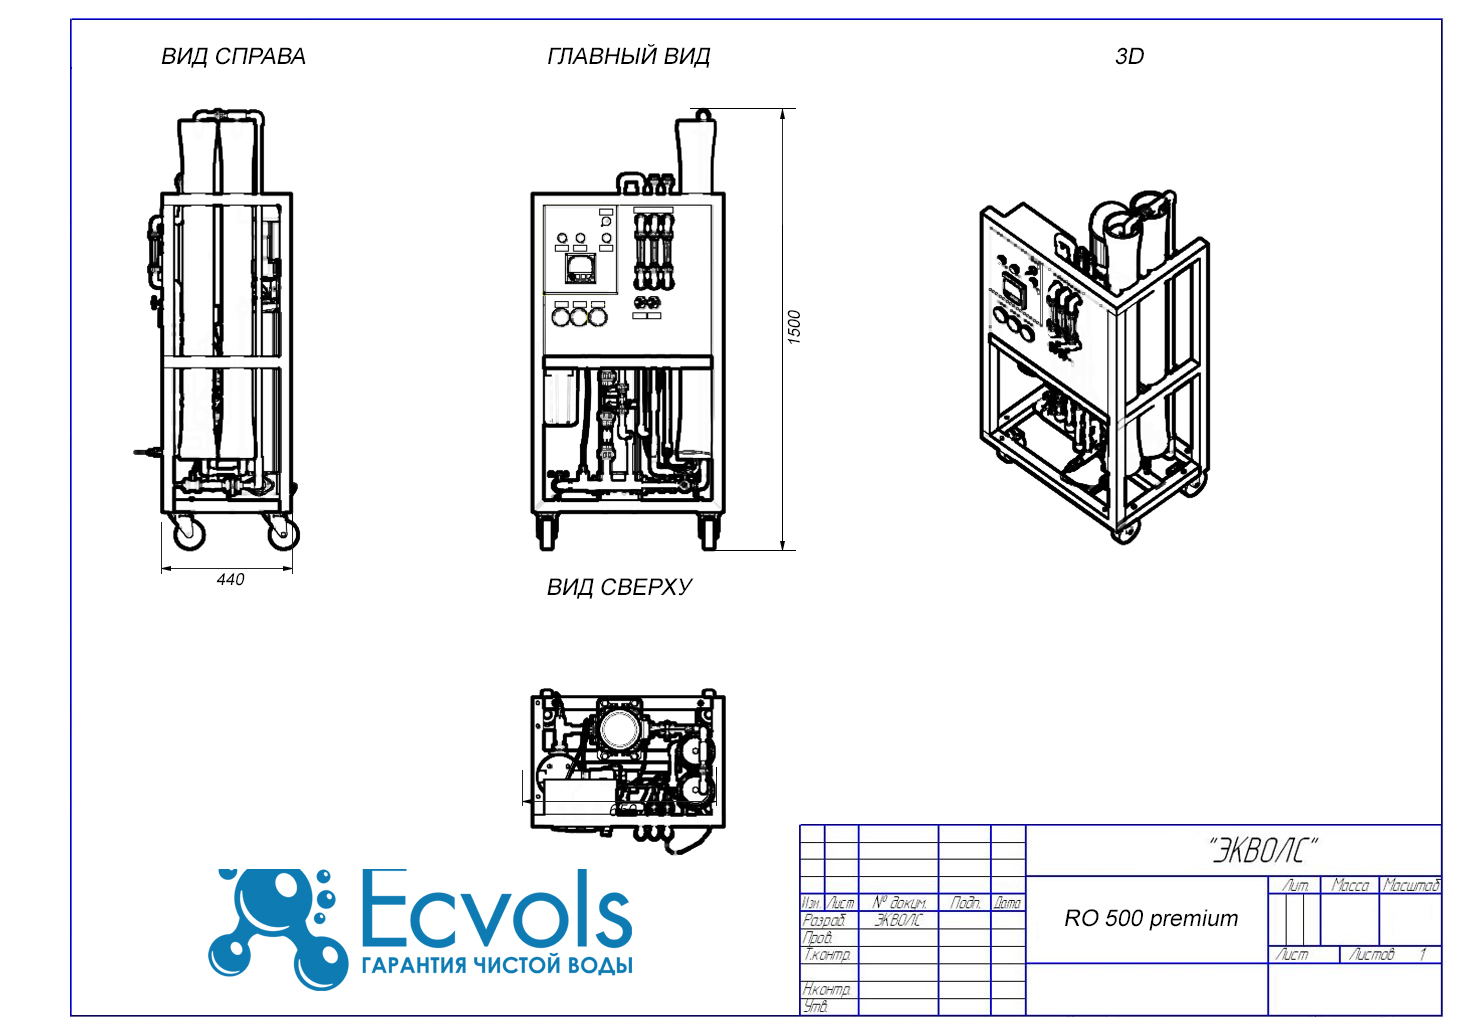 ВИД СПРАВА
ГЛАВНЫЙ ВИД
3D
1500
440
ВИД СВЕРХУ
"ЭКВОЛС"
Лит. Масса Масштаб
Изм. Лист № докум. Подп. Дата
Разраб. ЭКВОЛС
RO 500 premium
Пров.
Т.контр.
Лист Листов 1
Н.контр.
Утв.
Ecvols
ГАРАНТИЯ ЧИСТОЙ ВОДЫ